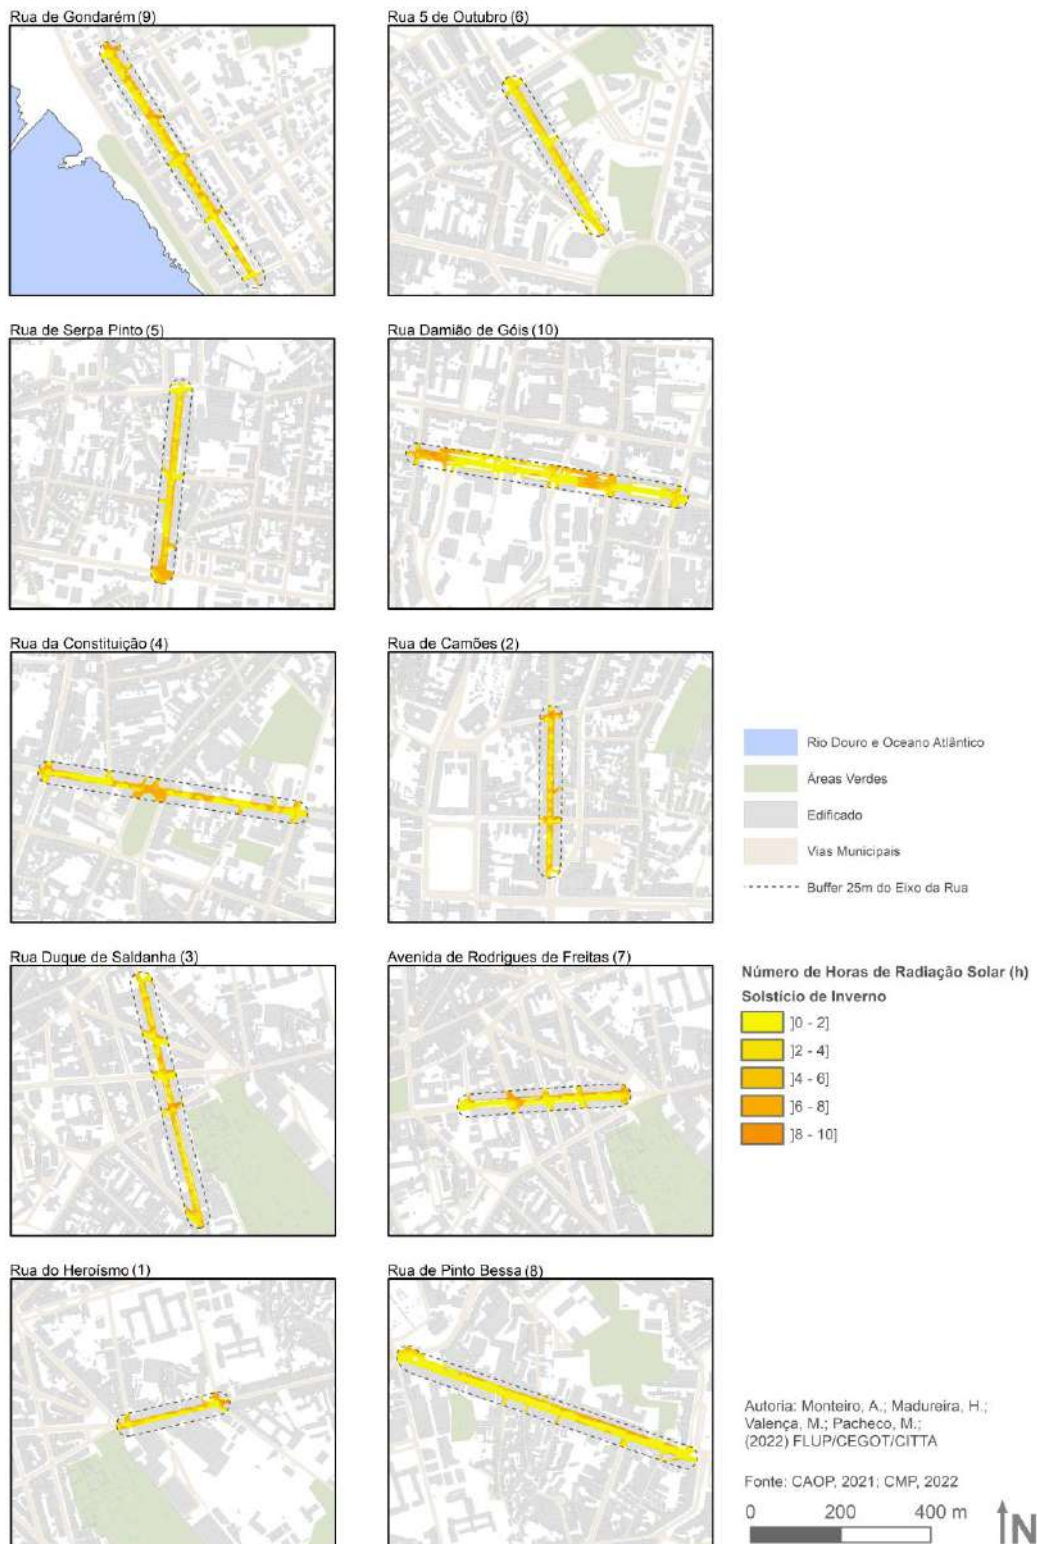 Rua de Gondarém (9)
Rua 5 de Outubro (6)
Rua de Serpa Pinto (5)
Rua Damião de Góis (10)
Rua da Constituição (4)
Rua de Camões (2)
Rio Douro e Oceano Atlântico
Áreas Verdes
Edificado
Vias Municipais
Buffer 25m do Eixo da Rua
Rua Duque de Saldanha (3)
Avenida de Rodrigues de Freitas (7)
Número de Horas de Radiação Solar (h)
Solstício de Inverno
]0 - 2]
]2 - 4]
]4 - 6]
]6 - 8]
]8 - 10]
Rua do Heroísmo (1)
Rua de Pinto Bessa (8)
Autoria: Monteiro, A.; Madureira, H.;
Valença, M.; Pacheco, M.;
(2022) FLUP/CEGOT/CITTA
Fonte: CAOP, 2021; CMP, 2022
0 200 400 m
N